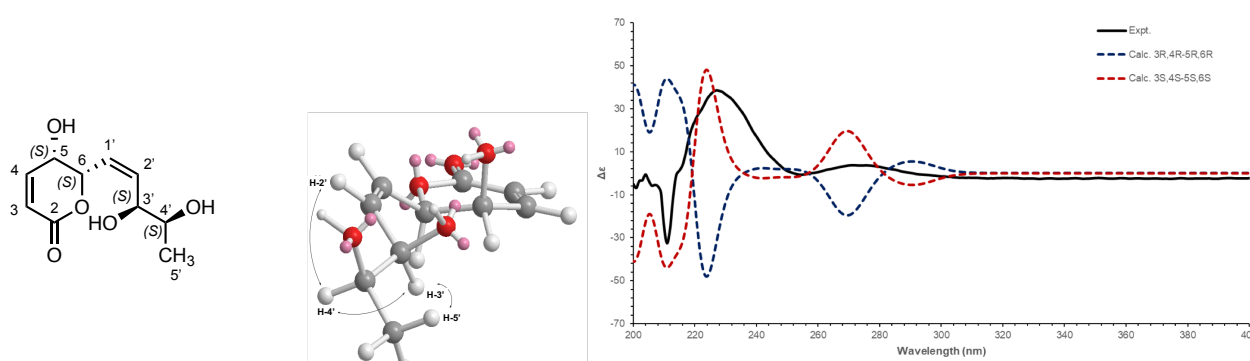 OH
(S)
5
6
1'
4
2'
(S)
(S)
3'
3
2
O
HO
4'
OH
(S)
O
CH3
5'
H-2'
H-3'
H-4'
H-5'
70
50
30
10
-10
-30
-50
-70
Δε
200 220 240 260 280 300 320 340 360 380 40
Wavelength (nm)
Expt.
Calc. 3R,4R-5R,6R
Calc. 3S,4S-5S,6S